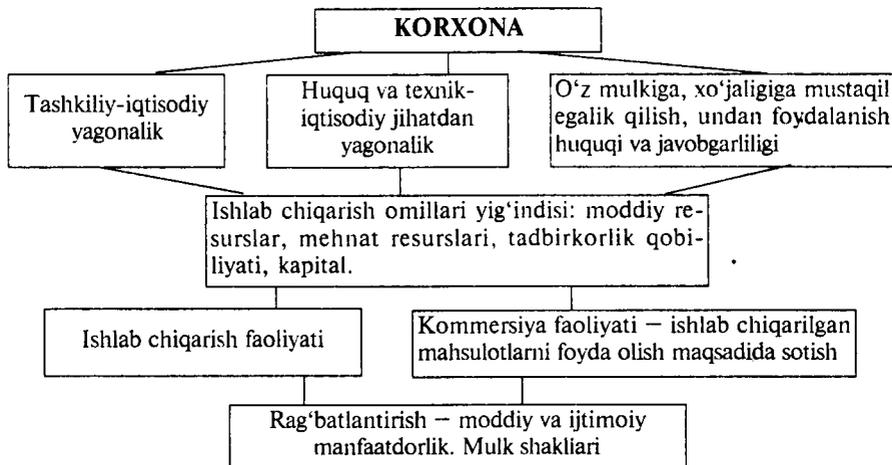 KORXONA
Tashkiliy-iqtisodiy
yagonalik
Huquq va texnik-
iqtisodiy jihatdan
yagonalik
O‘z mulkiga, xo‘jaligiga mustaqil
egalik qilish, undan foydalanish
huquqi va javobgarliligi
Ishlab chiqarish omillari yig‘indisi: moddiy re-
surslar, mehnat resurslari, tadbirkorlik qobi-
liyati, kapital.
Ishlab chiqarish faoliyati
Kommersiya faoliyati — ishlab chiqarilgan
mahsulotlarni foyda olish maqsadida sotish
Rag‘batlantirish — moddiy va ijtimoiy
manfaatdorlik. Mulk shakliari